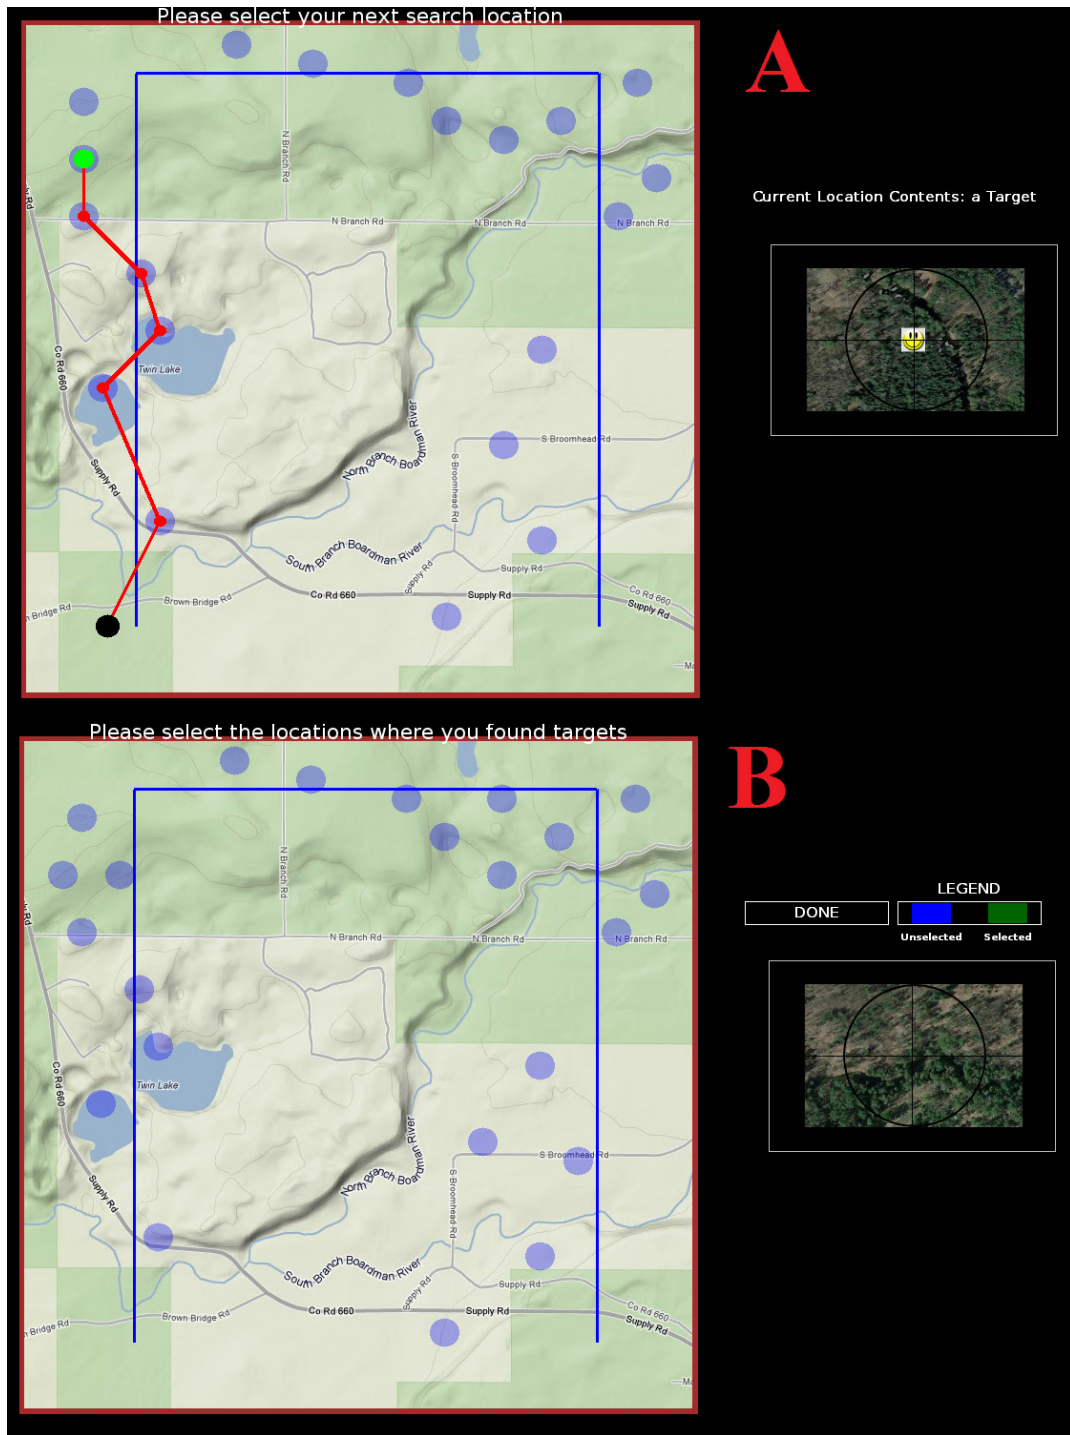 Please select your next search location
A
N Branch Rd
ly Rd
N Branch Rd
N Branch Rd
N Branch Rd
Current Location Contents: a Target
Co Rd 660
Twin Lake
North Branch Boardman River
S Broomhead Rd
S Broomhead Rd
Supply Rd
South Branch Boardman River
Supply Rd
Supply Rd
Brown Bridge Rd
n Bridge Rd
Co Rd 660
Supply Rd
Co Rd 660
Supply Rd
Ma
Please select the locations where you found targets
B
N Branch Rd
LEGEND
DONE
Unselected
Selected
ly Rd
N Branch Rd
N Branch Rd
N Branch Rd
Co Rd 660
Twin Lake
North Branch Boardman River
S Broomhead Rd
S Broomhead Rd
Supply Rd
South Branch Boardman River
Supply Rd
Supply Rd
Brown Bridge Rd
n Bridge Rd
Co Rd 660
Supply Rd
Co Rd 660
Supply Rd